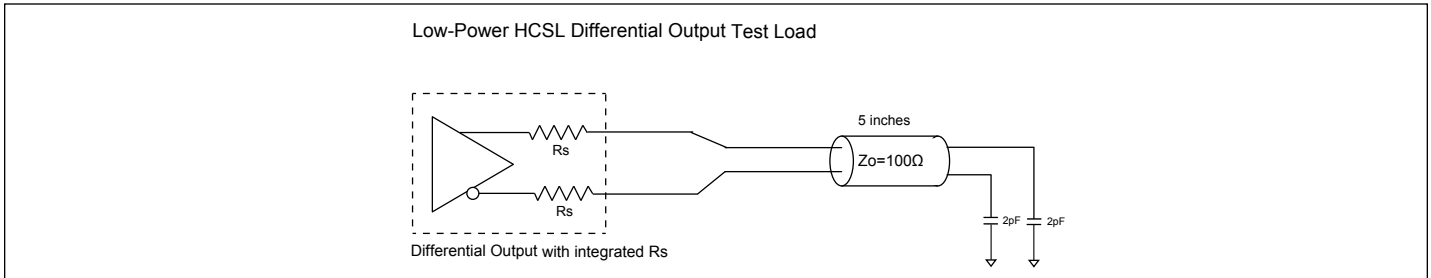 Low-Power HCSL Differential Output Test Load
5 inches
Rs
Zo=100Ω
Rs
2pF
2pF
Differential Output with integrated Rs